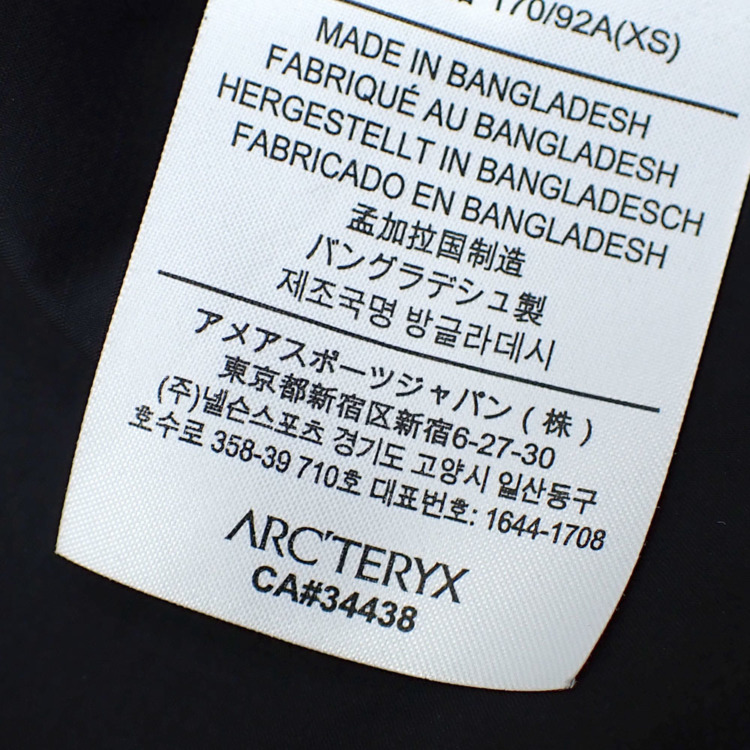 170/92A(XS)
MADE IN BANGLADESH
FABRIQUÉ AU BANGLADESH
HERGESTELLT IN BANGLADESCH
FABRICADO EN BANGLADESH
孟加拉国制造
バングラデシュ製
제조국명 방글라데시
アメアスポーツジャパン(株)
東京都新宿区新宿6-27-30
(주)넬슨스포츠 경기도 고양시 일산동구
호수로 358-39 710호 대표번호: 1644-1708
ARC'TERYX
CA#34438